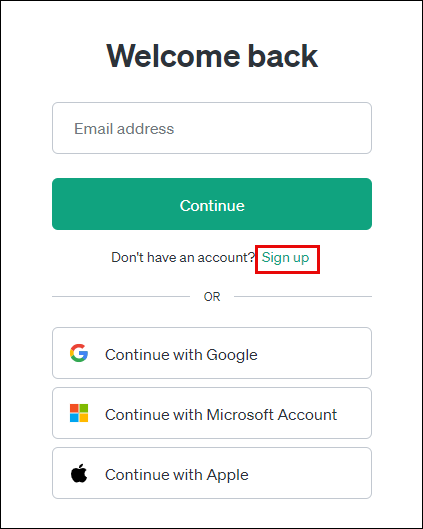 Welcome back
Email address
Continue
Don't have an account? Sign up
OR
Continue with Google
Continue with Microsoft Account
Continue with Apple